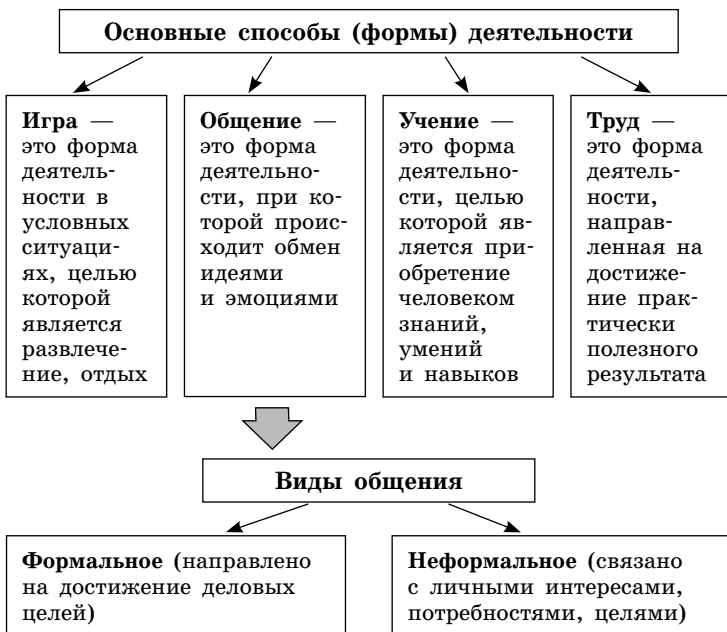 Основные способы (формы) деятельности
Игра —
это форма
деятель-
ности в
условных
ситуаци-
ях, целью
которой
является
развлече-
ние, отдых
Общение —
это форма
деятельно-
сти, при ко-
торой проис-
ходит обмен
идеями
и эмоциями
Учение —
это форма
деятельно-
сти, целью
которой яв-
ляется при-
обретение
человеком
знаний,
умений
и навыков
Труд —
это форма
деятель-
ности,
направ-
ленная на
достиже-
ние прак-
тически
полезного
результата
Виды общения
Формальное (направлено
на достижение деловых
целей)
Неформальное (связано
с личными интересами,
потребностями, целями)